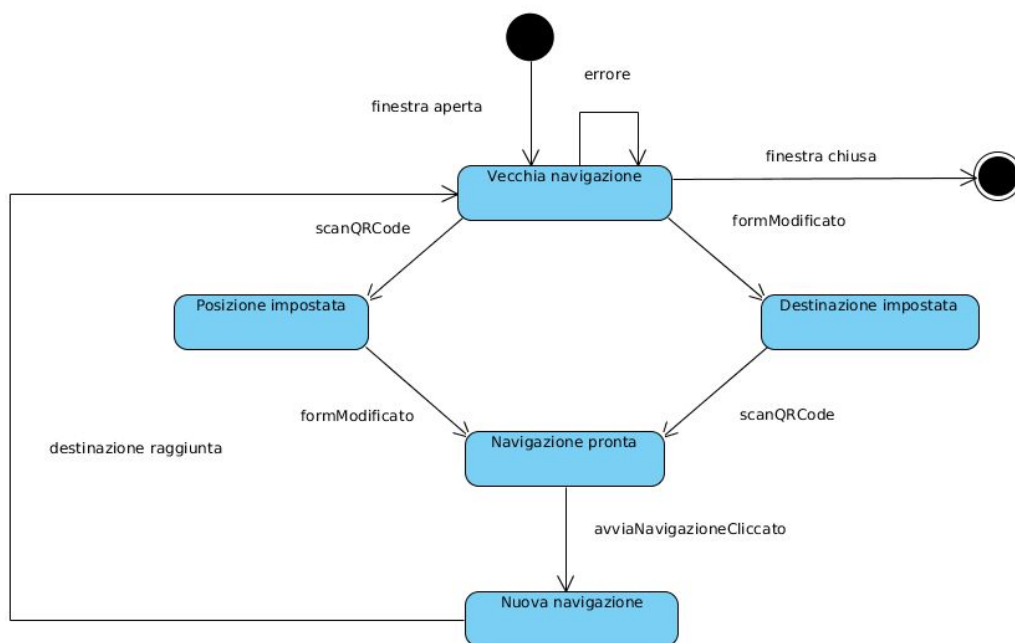 errore
finestra aperta
finestra chiusa
Vecchia navigazione
scanQRCode
formModificato
Posizione impostata
Destinazione impostata
formModificato
scanQRCode
destinazione raggiunta
Navigazione pronta
avviaNavigazioneCliccato
Nuova navigazione